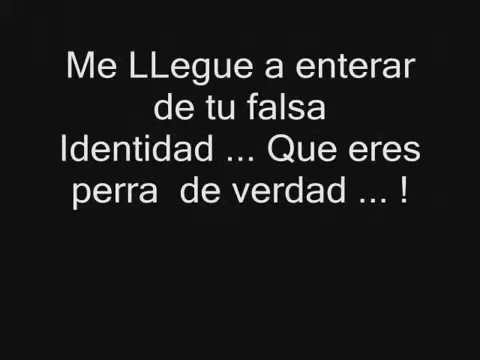 Me LLegue a enterar
de tu falsa
Identidad ... Que eres
perra  de verdad ... !